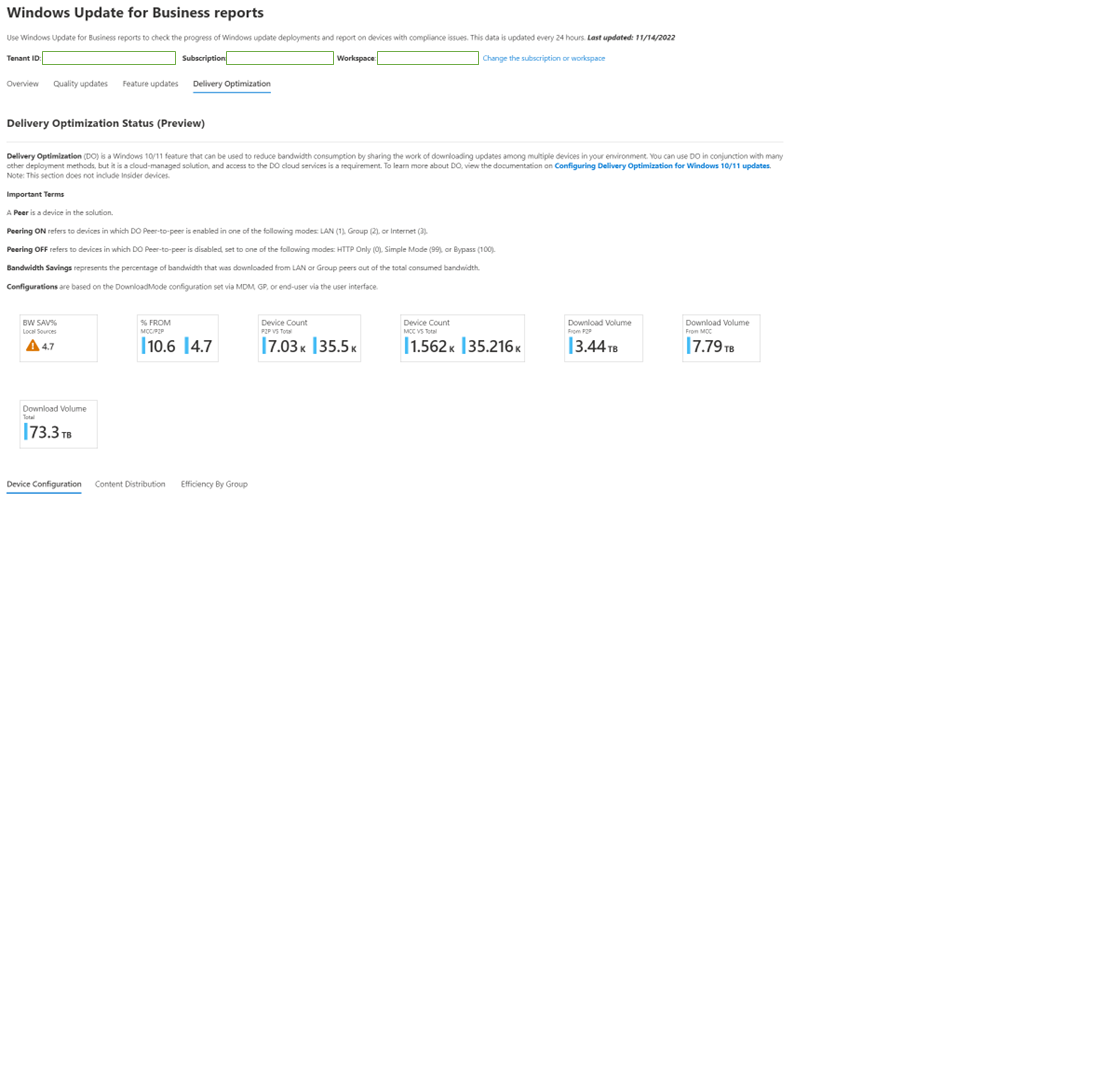 Windows Update for Business reports
Use Windows Update for Business reports to check the progress of Windows update deployments and report on devices with compliance issues. This data is updated every 24 hours. Last updated: 11/14/2022
Tenant ID: Subscription Workspace: Change the subscription or workspace
Overview Quality updates Feature updates Delivery Optimization
Delivery Optimization Status (Preview)
Delivery Optimization (DO) is a Windows 10/11 feature that can be used to reduce bandwidth consumption by sharing the work of downloading updates among multiple devices in your environment. You can use DO in conjunction with many
other deployment methods, but it is a cloud-managed solution, and access to the DO cloud services is a requirement. To learn more about DO, view the documentation on Configuring Delivery Optimization for Windows 10/11 updates.
Note: This section does not include Insider devices.
Important Terms
A Peer is a device in the solution.
Peering ON refers to devices in which DO Peer-to-peer is enabled in one of the following modes: LAN (1), Group (2), or Internet (3).
Peering OFF refers to devices in which DO Peer-to-peer is disabled, set to one of the following modes: HTTP Only (0), Simple Mode (99), or Bypass (100).
Bandwidth Savings represents the percentage of bandwidth that was downloaded from LAN or Group peers out of the total consumed bandwidth.
Configurations are based on the DownloadMode configuration set via MDM, GP, or end-user via the user interface.
BW SAV%
Local Sources
4.7
% FROM
MCC/P2P
10.6 4.7
Device Count
P2P VS Total
7.03 K 35.5 K
Device Count
MCC VS Total
1.562 K 35.216 K
Download Volume
From P2P
3.44 TB
Download Volume
From MCC
7.79 TB
Download Volume
Total
73.3 TB
Device Configuration Content Distribution Efficiency By Group